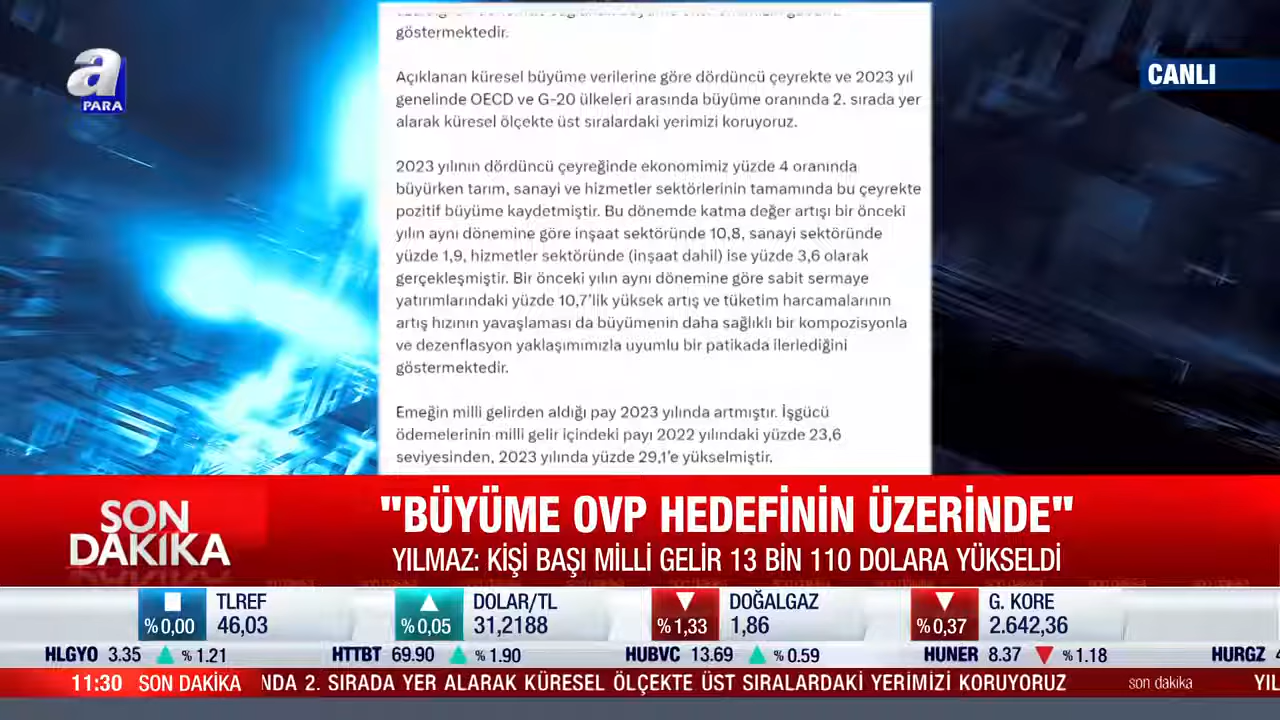 göstermektedir.
Açıklanan küresel büyüme verilerine göre dördüncü çeyrekte ve 2023 yıl
genelinde OECD ve G-20 ülkeleri arasında büyüme oranında 2. sırada yer
alarak küresel ölçekte üst sıralardaki yerimizi koruyoruz.
2023 yılının dördüncü çeyreğinde ekonomimiz yüzde 4 oranında
büyürken tarım, sanayi ve hizmetler sektörlerinin tamamında bu çeyrekte
pozitif büyüme kaydetmiştir. Bu dönemde katma değer artışı bir önceki
yılın aynı dönemine göre inşaat sektöründe 10,8, sanayi sektöründe
yüzde 1,9, hizmetler sektöründe (inşaat dahil) ise yüzde 3,6 olarak
gerçekleşmiştir. Bir önceki yılın aynı dönemine göre sabit sermaye
yatırımlarındaki yüzde 10,7'lik yüksek artış ve tüketim harcamalarının
artış hızının yavaşlaması da büyümenin daha sağlıklı bir kompozisyonla
ve dezenflasyon yaklaşımımızla uyumlu bir patikada ilerlediğini
göstermektedir.
Emeğin milli gelirden aldığı pay 2023 yılında artmıştır. İşgücü
ödemelerinin milli gelir içindeki payı 2022 yılındaki yüzde 23,6
seviyesinden, 2023 yılında yüzde 29,1'e yükselmiştir.
a
PARA
CANLI
SON
DAKİKA
"BÜYÜME OVP HEDEFİNİN ÜZERİNDE"
YILMAZ: KİŞİ BAŞI MİLLİ GELİR 13 BİN 110 DOLARA YÜKSELDİ
%0,00 TLREF 46,03
%0,05 DOLAR/TL 31,2188
%1,33 DOĞALGAZ 1,86
%0,37 G. KORE 2.642,36
HLGYO 3.35 %1.21 HTTBT 69.90 %1.90 HUBVC 13.69 %0.59 HUNER 8.37 %1.18 HURGZ
11:30 SON DAKİKA NDA 2. SIRADA YER ALARAK KÜRESEL ÖLÇEKTE ÜST SIRALARDAKİ YERİMİZİ KORUYORUZ son dakika YIL